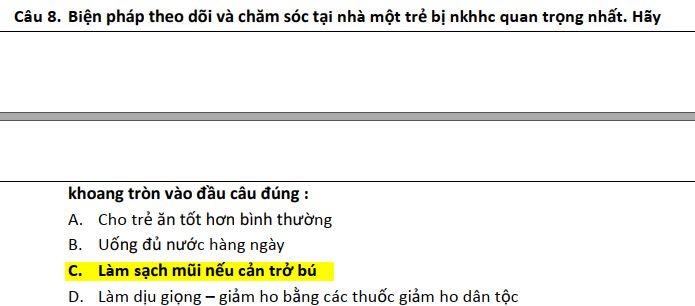 Câu 8. Biện pháp theo dõi và chăm sóc tại nhà một trẻ bị nkhhc quan trọng nhất. Hãy
khoang tròn vào đầu câu đúng :
A. Cho trẻ ăn tốt hơn bình thường
B. Uống đủ nước hàng ngày
C. Làm sạch mũi nếu cản trở bú
D. Làm dịu giọng – giảm ho bằng các thuốc giảm ho dân tộc